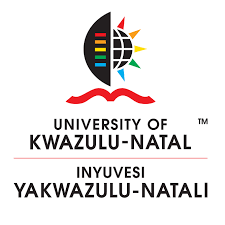 UNIVERSITY OF ™
KWAZULU-NATAL
INYUVESI
YAKWAZULU-NATALI